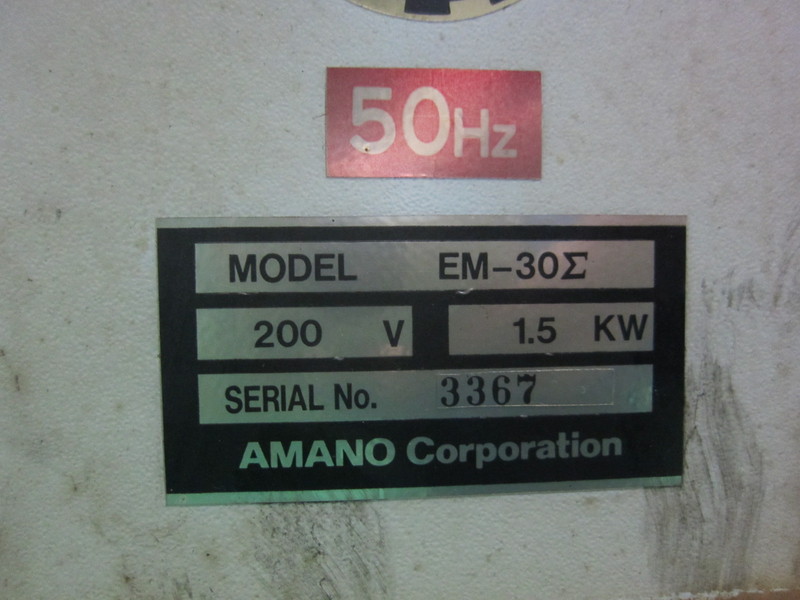 50Hz
MODEL EM-30Σ
200 V 1.5 KW
SERIAL No. 3367
AMANO Corporation